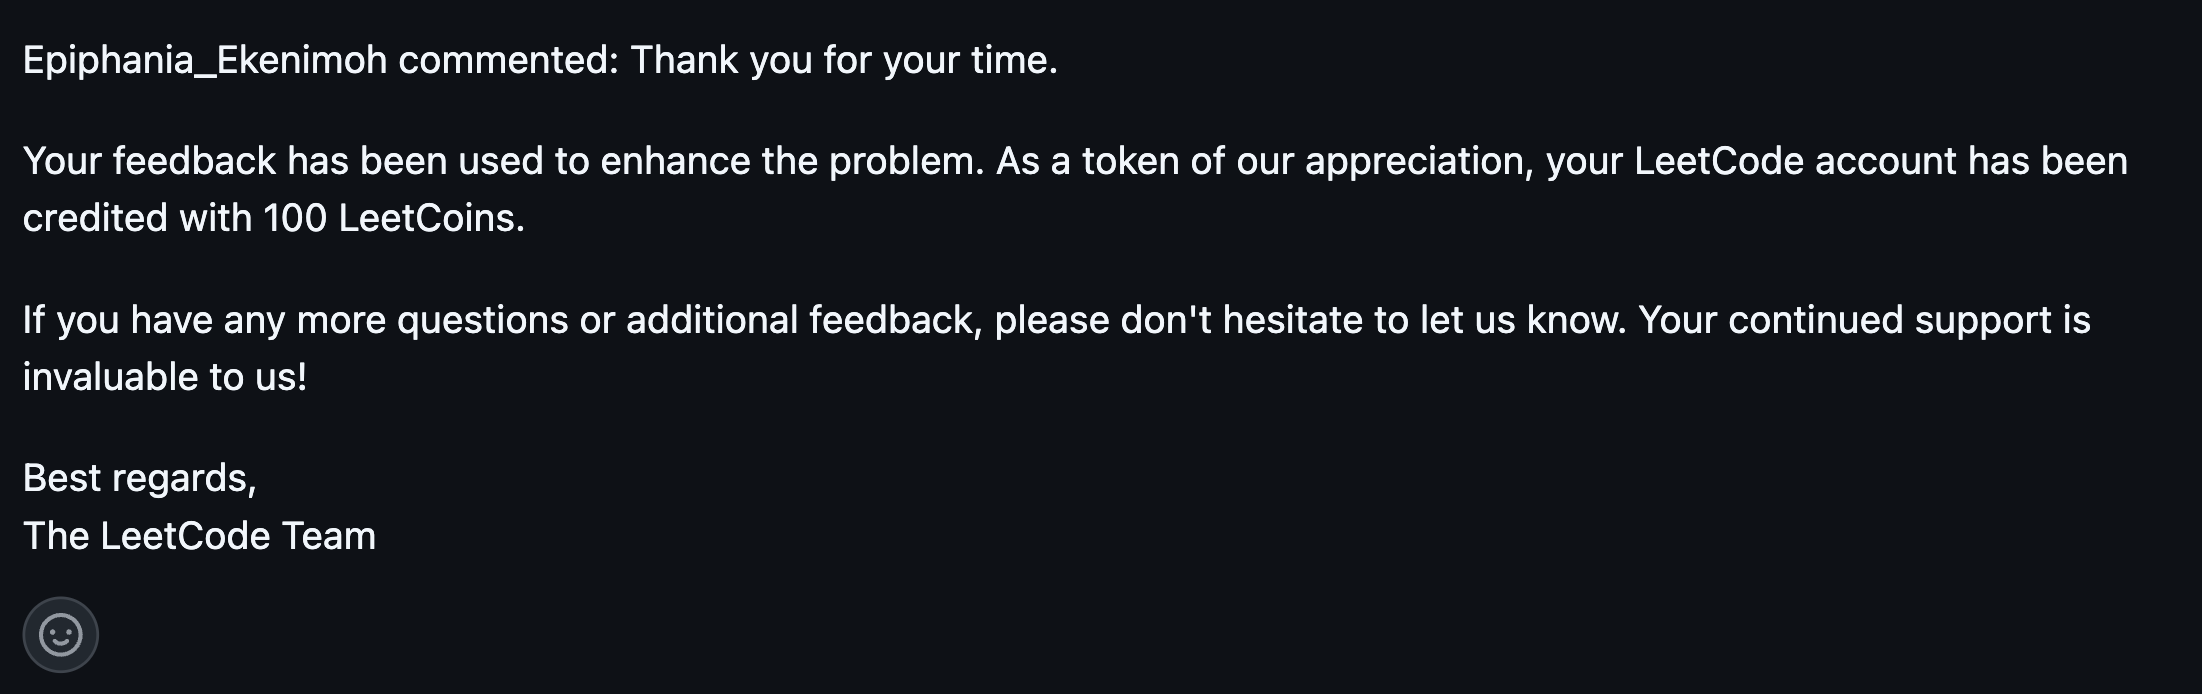 Epiphania_Ekenimoh commented: Thank you for your time.
Your feedback has been used to enhance the problem. As a token of our appreciation, your LeetCode account has been
credited with 100 LeetCoins.
If you have any more questions or additional feedback, please don't hesitate to let us know. Your continued support is
invaluable to us!
Best regards,
The LeetCode Team